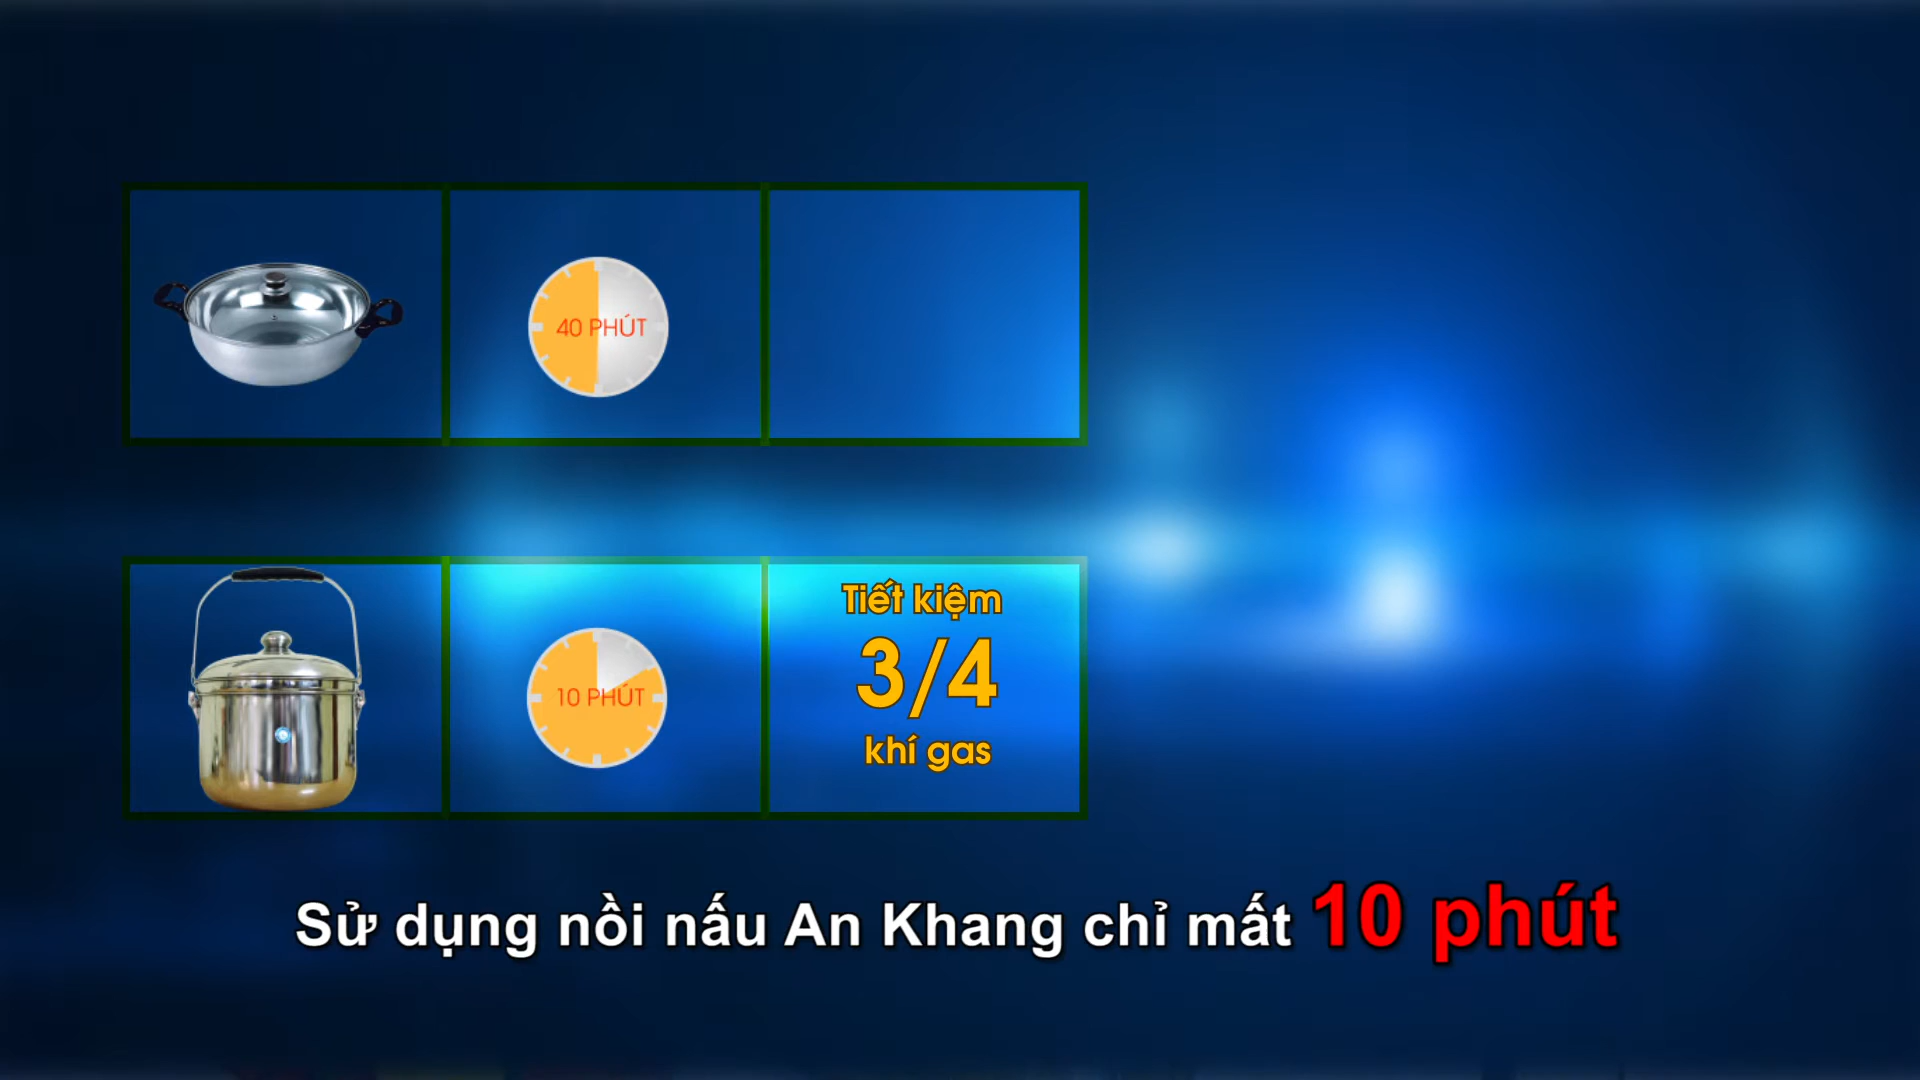 40 PHÚT
10 PHÚT
Tiết kiệm
3/4
khí gas
Sử dụng nồi nấu An Khang chỉ mất 10 phút